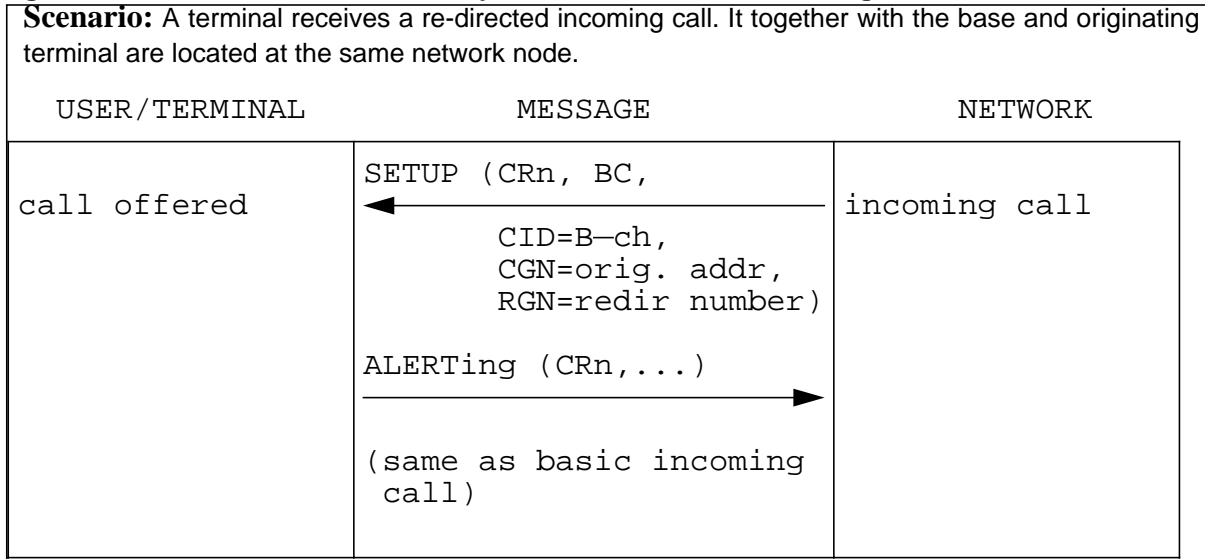 Scenario: A terminal receives a re-directed incoming call. It together with the base and originating
terminal are located at the same network node.
USER/TERMINAL MESSAGE NETWORK
SETUP (CRn, BC,
call offered incoming call
CID=B—ch,
CGN=orig. addr,
RGN=redir number)
ALERTing (CRn,...)
(same as basic incoming
call)